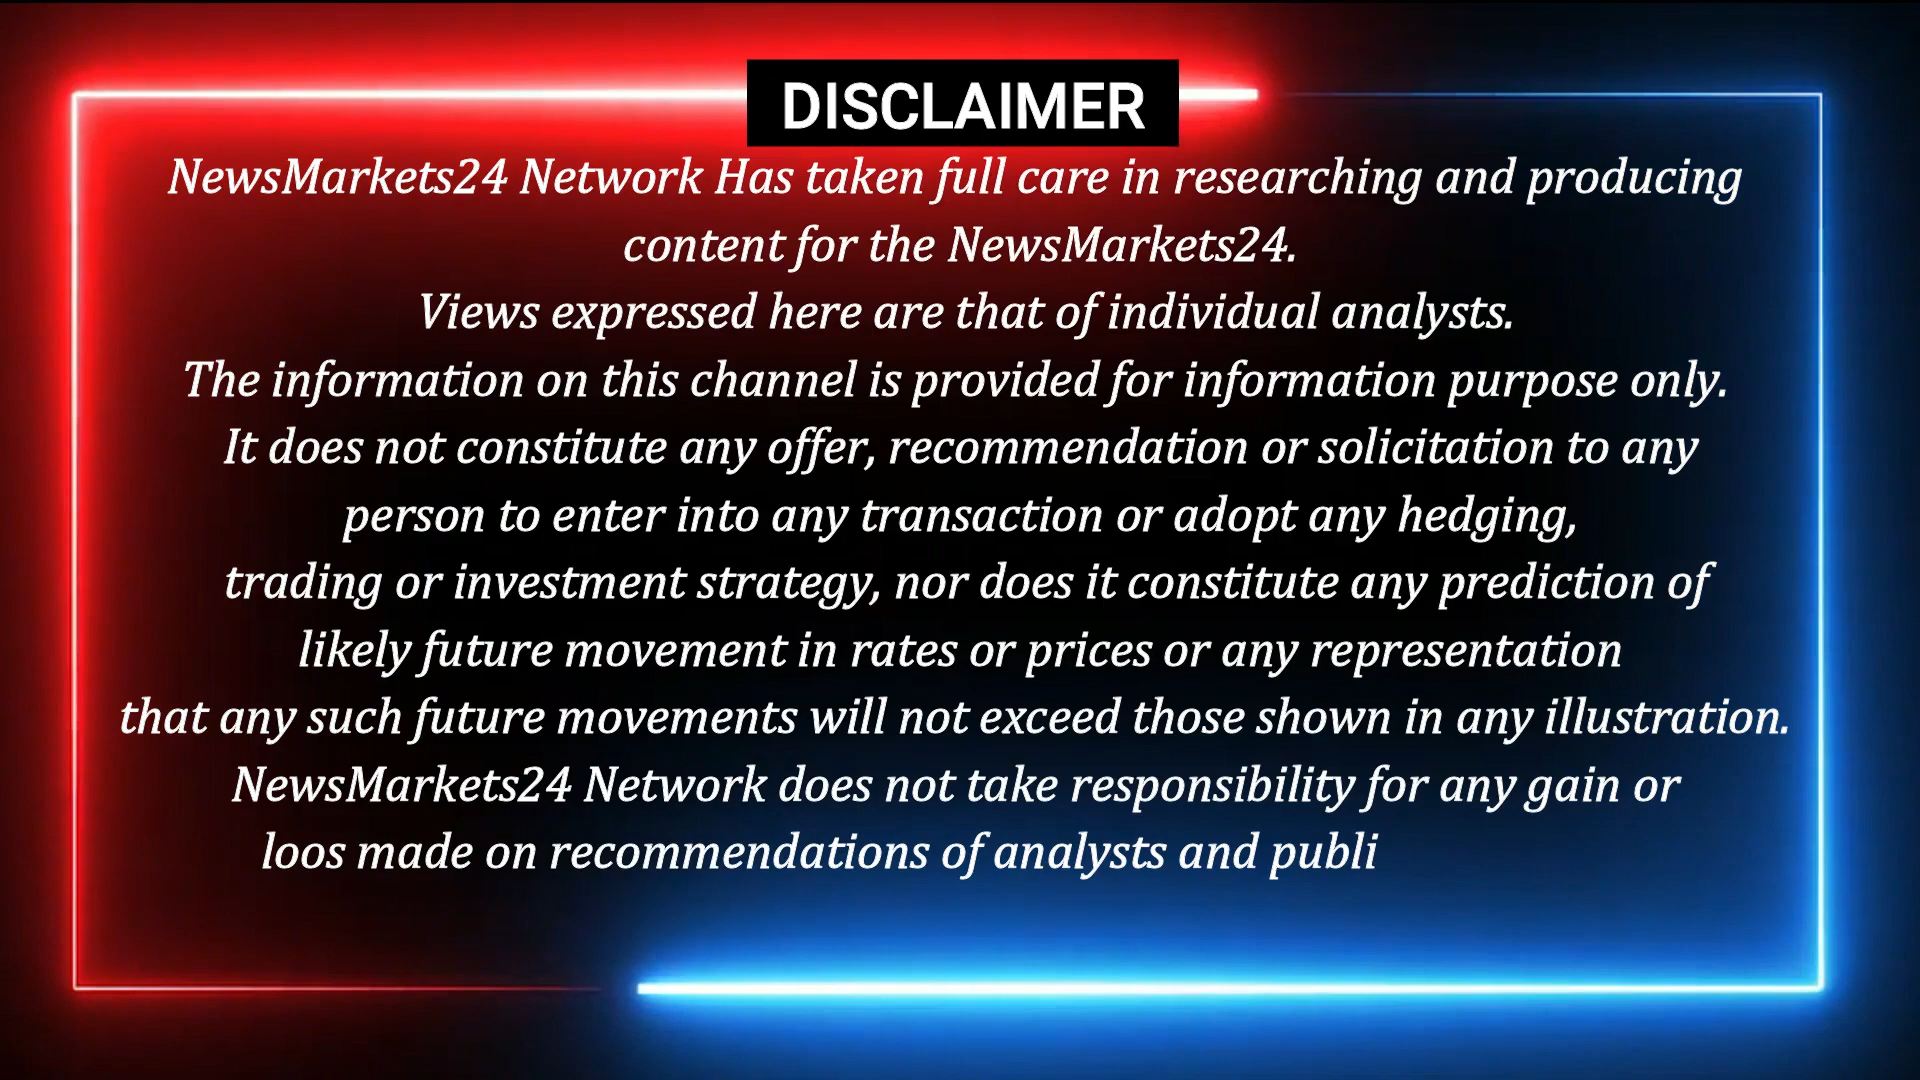 DISCLAIMER
NewsMarkets24 Network Has taken full care in researching and producing
content for the NewsMarkets24.
Views expressed here are that of individual analysts.
The information on this channel is provided for information purpose only.
It does not constitute any offer, recommendation or solicitation to any
person to enter into any transaction or adopt any hedging,
trading or investment strategy, nor does it constitute any prediction of
likely future movement in rates or prices or any representation
that any such future movements will not exceed those shown in any illustration.
NewsMarkets24 Network does not take responsibility for any gain or
loos made on recommendations of analysts and publi